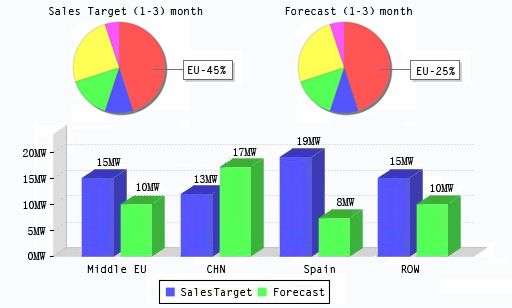 Sales Target (1-3) month
Forecast (1-3) month
EU-45%
EU-25%
19MW
17MW
15MW
15MW
13MW
10MW
10MW
8MW
20MW
15MW
10MW
5MW
0MW
Middle EU
CHN
Spain
ROW
SalesTarget
Forecast